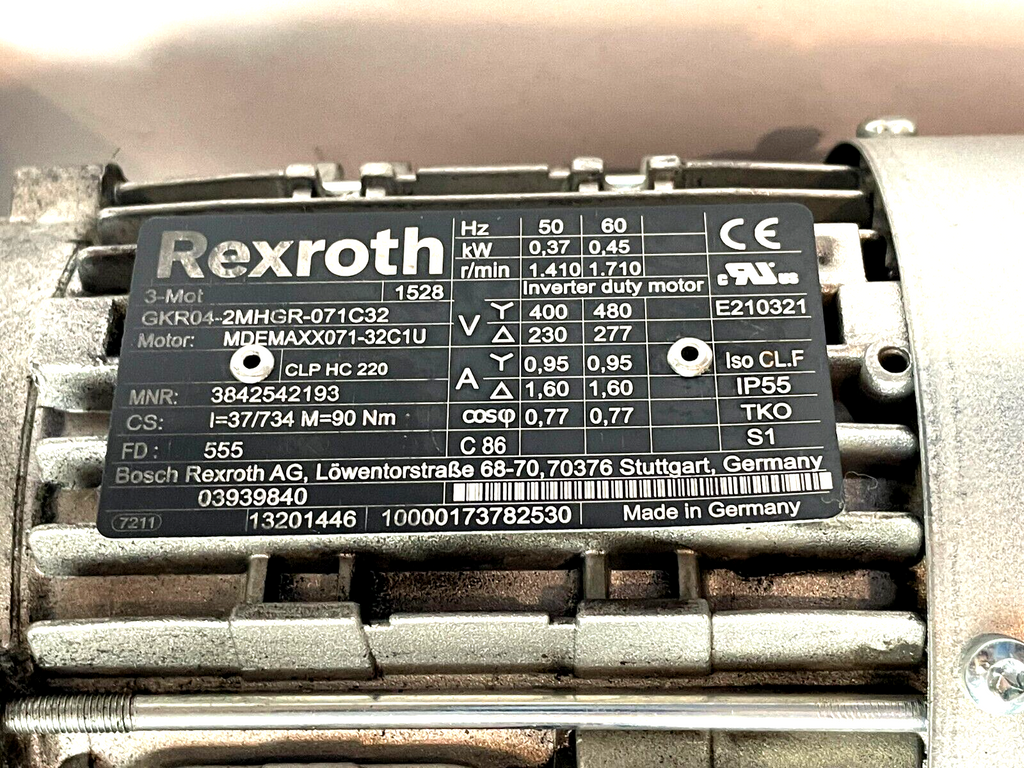 Rexroth
3-Mot 1528
GKR04-2MHGR-071C32
Motor: MDEMAXX071-32C1U
CLP HC 220
MNR: 3842542193
CS: I=37/734 M=90 Nm
FD : 555
Hz 50 60
kW 0,37 0,45
r/min 1.410 1.710
Inverter duty motor
V Y 400 480
Δ 230 277
A Y 0,95 0,95
Δ 1,60 1,60
cosφ 0,77 0,77
C 86
CE
c RU us
E210321
Iso CL.F
IP55
TKO
S1
Bosch Rexroth AG, Löwentorstraße 68-70, 70376 Stuttgart, Germany
03939840
7211 13201446 10000173782530 Made in Germany